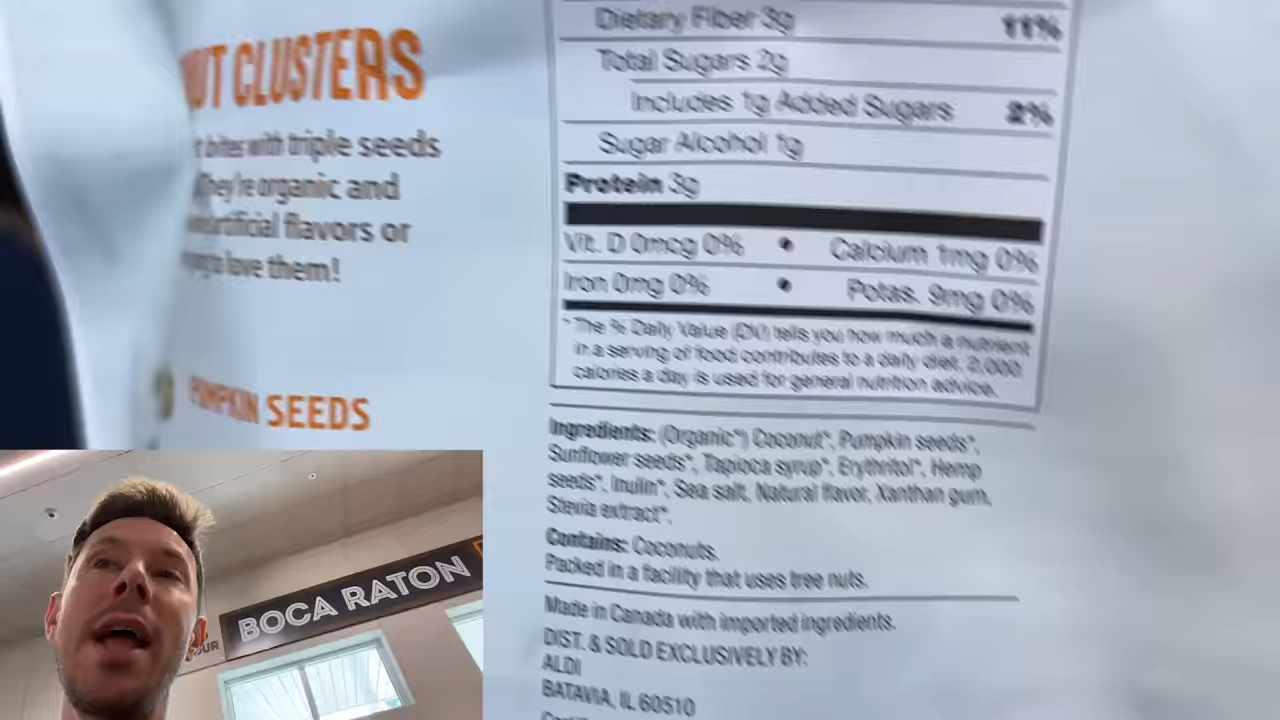 CLUSTERS
bites with triple seeds
They're organic and
artificial flavors or
love them!
PUMPKIN SEEDS
Dietary Fiber 3g 11%
Total Sugars 2g
Includes 1g Added Sugars 2%
Sugar Alcohol 1g
Protein 3g
Vit. D 0mcg 0% • Calcium 1mg 0%
Iron 0mg 0% • Potas. 9mg 0%
* The % Daily Value (DV) tells you how much a nutrient
in a serving of food contributes to a daily diet. 2,000
calories a day is used for general nutrition advice.
Ingredients: (Organic*) Coconut*, Pumpkin seeds*,
Sunflower seeds*, Tapioca syrup*, Erythritol*, Hemp
seeds*, Inulin*, Sea salt, Natural flavor, Xanthan gum,
Stevia extract*.
Contains: Coconuts.
Packed in a facility that uses tree nuts.
Made in Canada with imported ingredients.
DIST. & SOLD EXCLUSIVELY BY:
ALDI
BATAVIA, IL 60510
BOCA RATON